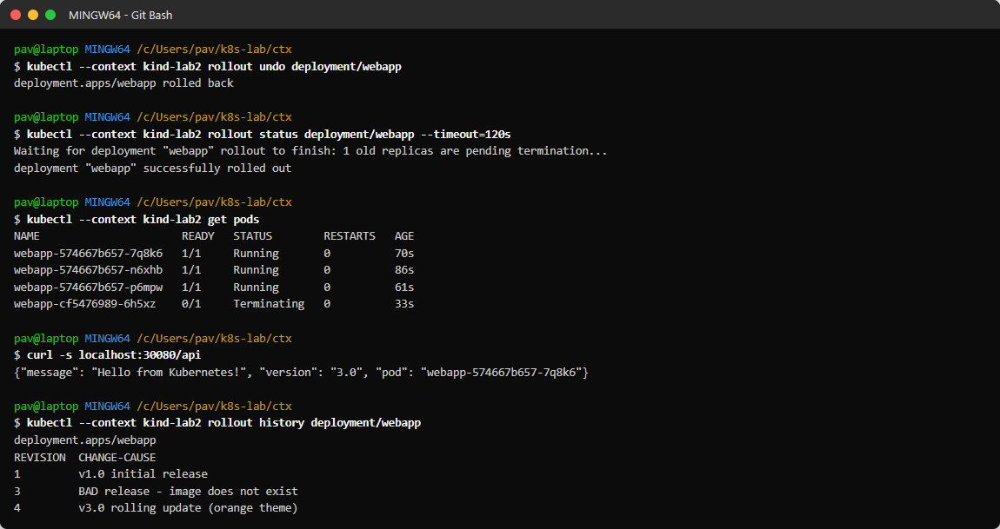 MINGW64 - Git Bash
pav@laptop MINGW64 /c/Users/pav/k8s-lab/ctx
$ kubectl --context kind-lab2 rollout undo deployment/webapp
deployment.apps/webapp rolled back
pav@laptop MINGW64 /c/Users/pav/k8s-lab/ctx
$ kubectl --context kind-lab2 rollout status deployment/webapp --timeout=120s
Waiting for deployment "webapp" rollout to finish: 1 old replicas are pending termination...
deployment "webapp" successfully rolled out
pav@laptop MINGW64 /c/Users/pav/k8s-lab/ctx
$ kubectl --context kind-lab2 get pods
NAME READY STATUS RESTARTS AGE
webapp-574667b657-7q8k6 1/1 Running 0 70s
webapp-574667b657-n6xhb 1/1 Running 0 86s
webapp-574667b657-p6mpw 1/1 Running 0 61s
webapp-cf5476989-6h5xz 0/1 Terminating 0 33s
pav@laptop MINGW64 /c/Users/pav/k8s-lab/ctx
$ curl -s localhost:30080/api
{"message": "Hello from Kubernetes!", "version": "3.0", "pod": "webapp-574667b657-7q8k6"}
pav@laptop MINGW64 /c/Users/pav/k8s-lab/ctx
$ kubectl --context kind-lab2 rollout history deployment/webapp
deployment.apps/webapp
REVISION CHANGE-CAUSE
1 v1.0 initial release
3 BAD release - image does not exist
4 v3.0 rolling update (orange theme)